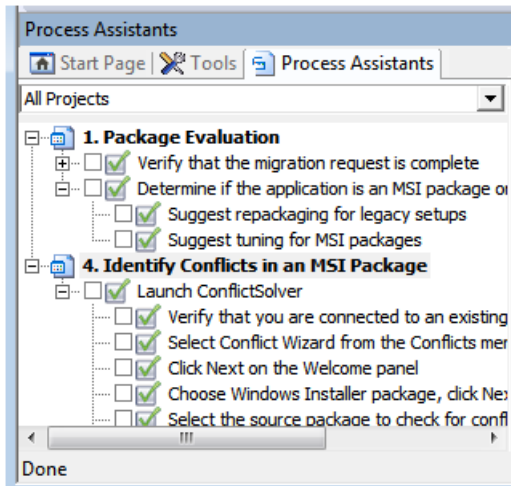 Process Assistants
Start Page Tools Process Assistants
All Projects
1. Package Evaluation
Verify that the migration request is complete
Determine if the application is an MSI package or
Suggest repackaging for legacy setups
Suggest tuning for MSI packages
4. Identify Conflicts in an MSI Package
Launch ConflictSolver
Verify that you are connected to an existing
Select Conflict Wizard from the Conflicts mer
Click Next on the Welcome panel
Choose Windows Installer package, click Nex
Select the source package to check for confl
Done